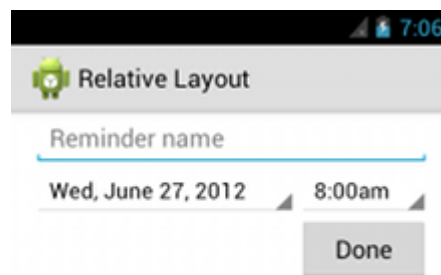 7:06
Relative Layout
Reminder name
Wed, June 27, 2012 8:00am
Done